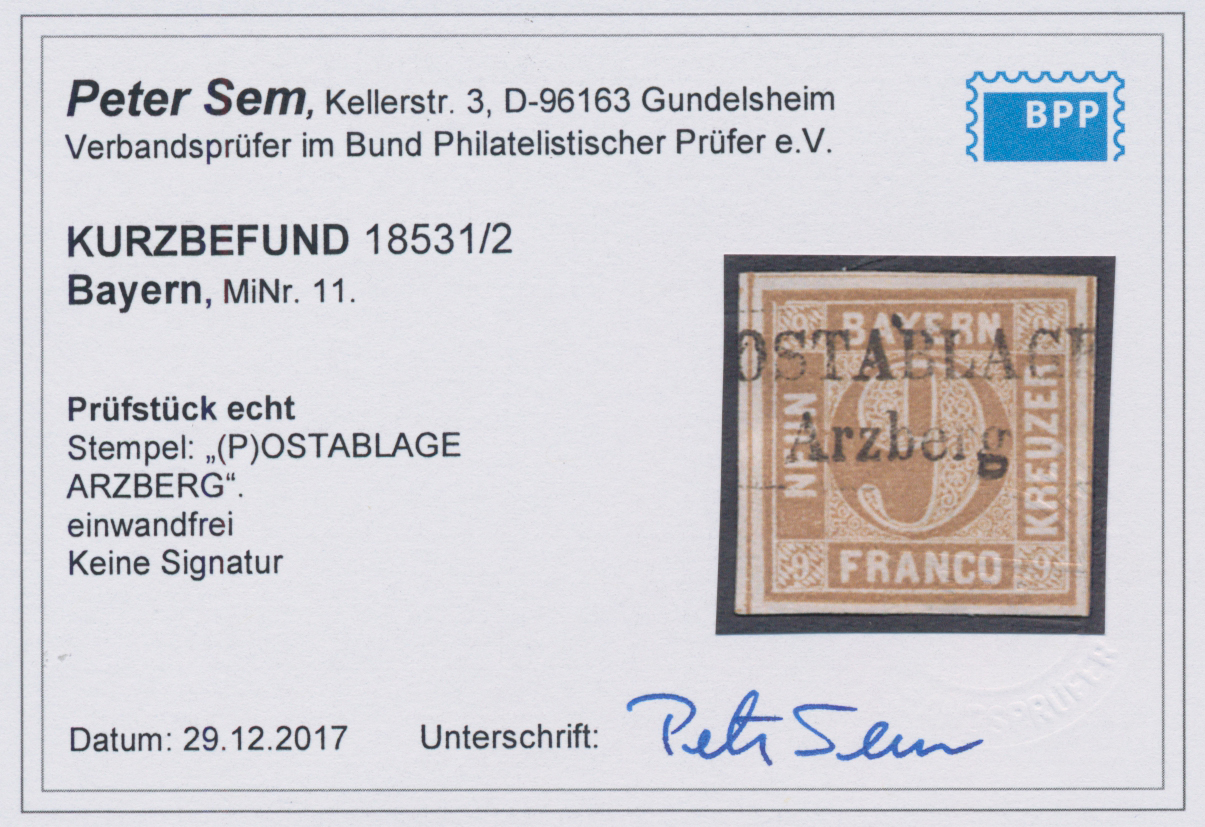 Peter Sem, Kellerstr. 3, D-96163 Gundelsheim
Verbandsprüfer im Bund Philatelistischer Prüfer e.V.
BPP
KURZBEFUND 18531/2
Bayern, MiNr. 11.
Prüfstück echt
Stempel: „(P)OSTABLAGE
ARZBERG“.
einwandfrei
Keine Signatur
BAYERN
OSTABLAGE
Arzberg
NEUN
KREUZER
9
9 FRANCO 9
PRÜFER
Datum: 29.12.2017 Unterschrift: Peter Sem